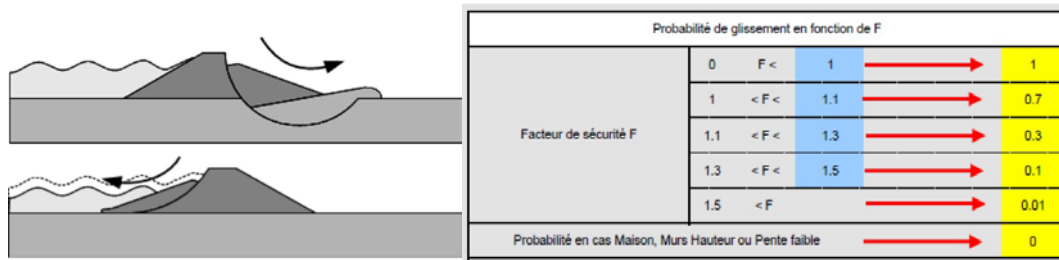 Probabilité de glissement en fonction de F
0 F < 1 1
1 < F < 1.1 0.7
Facteur de sécurité F 1.1 < F < 1.3 0.3
1.3 < F < 1.5 0.1
1.5 < F 0.01
Probabilité en cas Maison, Murs Hauteur ou Pente faible 0